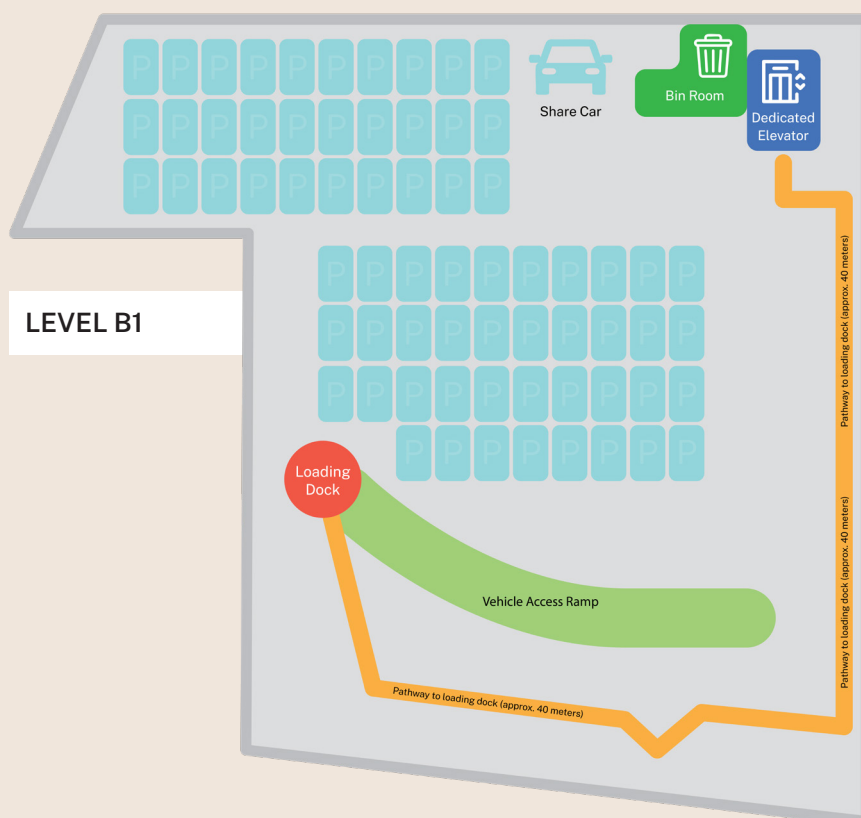 P P P P P P P P P P
Share Car
Bin Room
Dedicated
Elevator
P P P P P P P P P P
P P P P P P P P P P
P P P P P P P P P P
LEVEL B1
P P P P P P P P P P
P P P P P P P P P P
P P P P P P P P
Loading
Dock
Vehicle Access Ramp
Pathway to loading dock (approx. 40 meters)
Pathway to loading dock (approx. 40 meters)
Pathway to loading dock (approx. 40 meters)